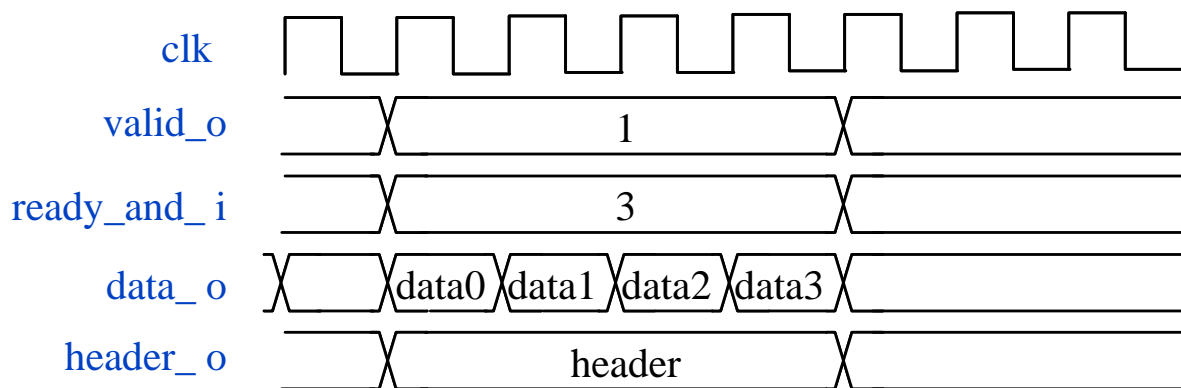 clk
valid_o 1
ready_and_ i 3
data_ o data0 data1 data2 data3
header_ o header